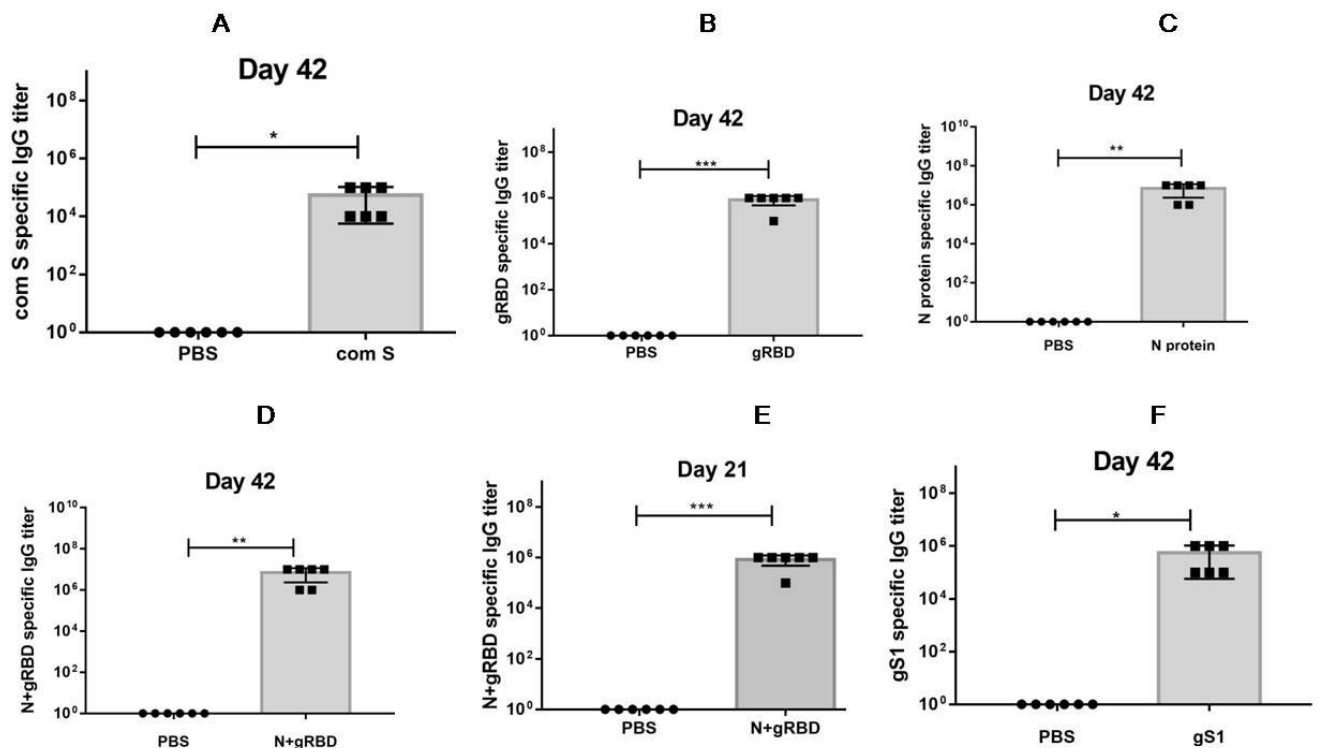 A
Day 42
com S specific IgG titer
10⁸
10⁶
10⁴
10²
10⁰
*
PBS
com S
B
Day 42
gRBD specific IgG titer
10⁸
10⁶
10⁴
10²
10⁰
***
PBS
gRBD
C
Day 42
N protein specific IgG titer
10¹⁰
10⁸
10⁶
10⁴
10²
10⁰
**
PBS
N protein
D
Day 42
N+gRBD specific IgG titer
10¹⁰
10⁸
10⁶
10⁴
10²
10⁰
**
PBS
N+gRBD
E
Day 21
N+gRBD specific IgG titer
10⁸
10⁶
10⁴
10²
10⁰
***
PBS
N+gRBD
F
Day 42
gS1 specific IgG titer
10⁸
10⁶
10⁴
10²
10⁰
*
PBS
gS1